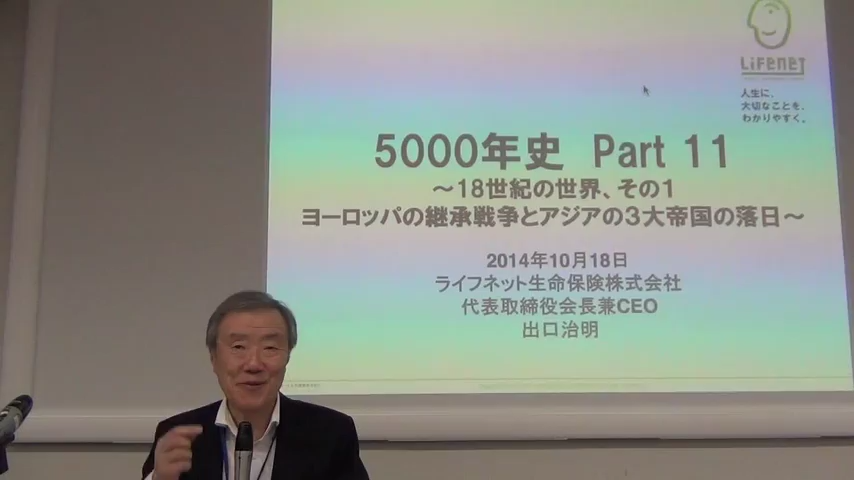 LIFENET
人生に、
大切なことを、
わかりやすく。
5000年史 Part 11
～18世紀の世界、その1
ヨーロッパの継承戦争とアジアの3大帝国の落日～
2014年10月18日
ライフネット生命保険株式会社
代表取締役会長兼CEO
出口治明